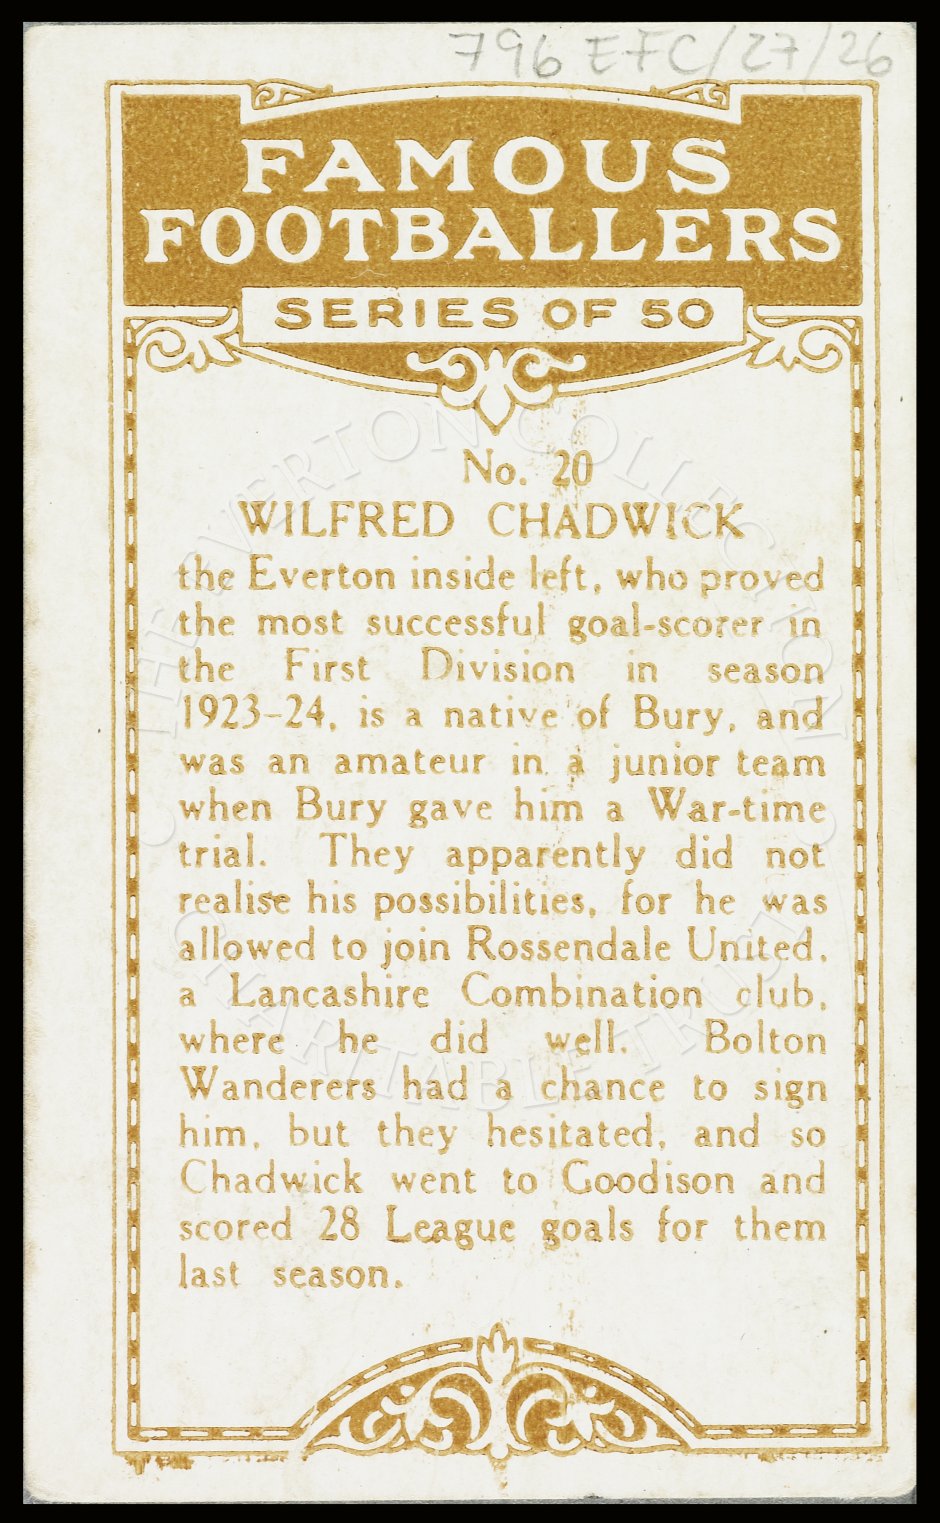 796 EFC/27/26
FAMOUS
FOOTBALLERS
SERIES OF 50
No. 20
WILFRED CHADWICK
the Everton inside left, who proved
the most successful goal-scorer in
the First Division in season
1923-24, is a native of Bury, and
was an amateur in a junior team
when Bury gave him a War-time
trial. They apparently did not
realise his possibilities, for he was
allowed to join Rossendale United,
a Lancashire Combination club,
where he did well. Bolton
Wanderers had a chance to sign
him, but they hesitated, and so
Chadwick went to Goodison and
scored 28 League goals for them
last season.
THE EVERTON COLLECTION
CHARITABLE TRUST